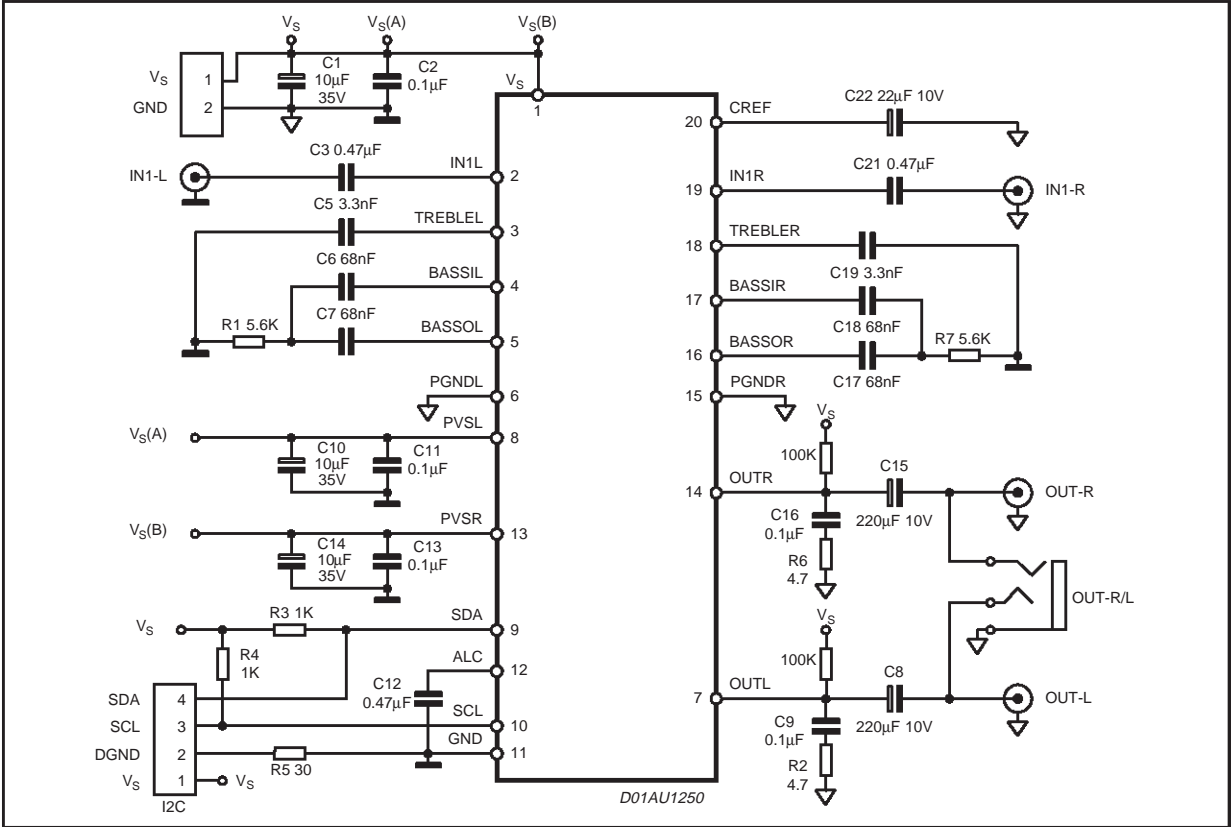 VS
VS(A)
VS(B)
VS
1
GND
2
C1
10µF
35V
C2
0.1µF
VS
1
C3 0.47µF
IN1-L
IN1L
2
C5 3.3nF
TREBLEL
3
C6 68nF
BASSIL
4
C7 68nF
R1 5.6K
BASSOL
5
PGNDL
6
VS(A)
PVSL
8
C10
10µF
35V
C11
0.1µF
VS(B)
PVSR
13
C14
10µF
35V
C13
0.1µF
VS
R3 1K
SDA
9
R4
1K
ALC
12
C12
0.47µF
SDA
4
SCL
3
SCL
10
DGND
2
R5 30
GND
11
VS
1
VS
I2C
C22 22µF 10V
20
CREF
C21 0.47µF
19
IN1R
IN1-R
18
TREBLER
C19 3.3nF
17
BASSIR
C18 68nF
R7 5.6K
16
BASSOR
C17 68nF
15
PGNDR
VS
100K
14
OUTR
C15
220µF 10V
OUT-R
C16
0.1µF
R6
4.7
OUT-R/L
VS
100K
7
OUTL
C8
220µF 10V
OUT-L
C9
0.1µF
R2
4.7
D01AU1250